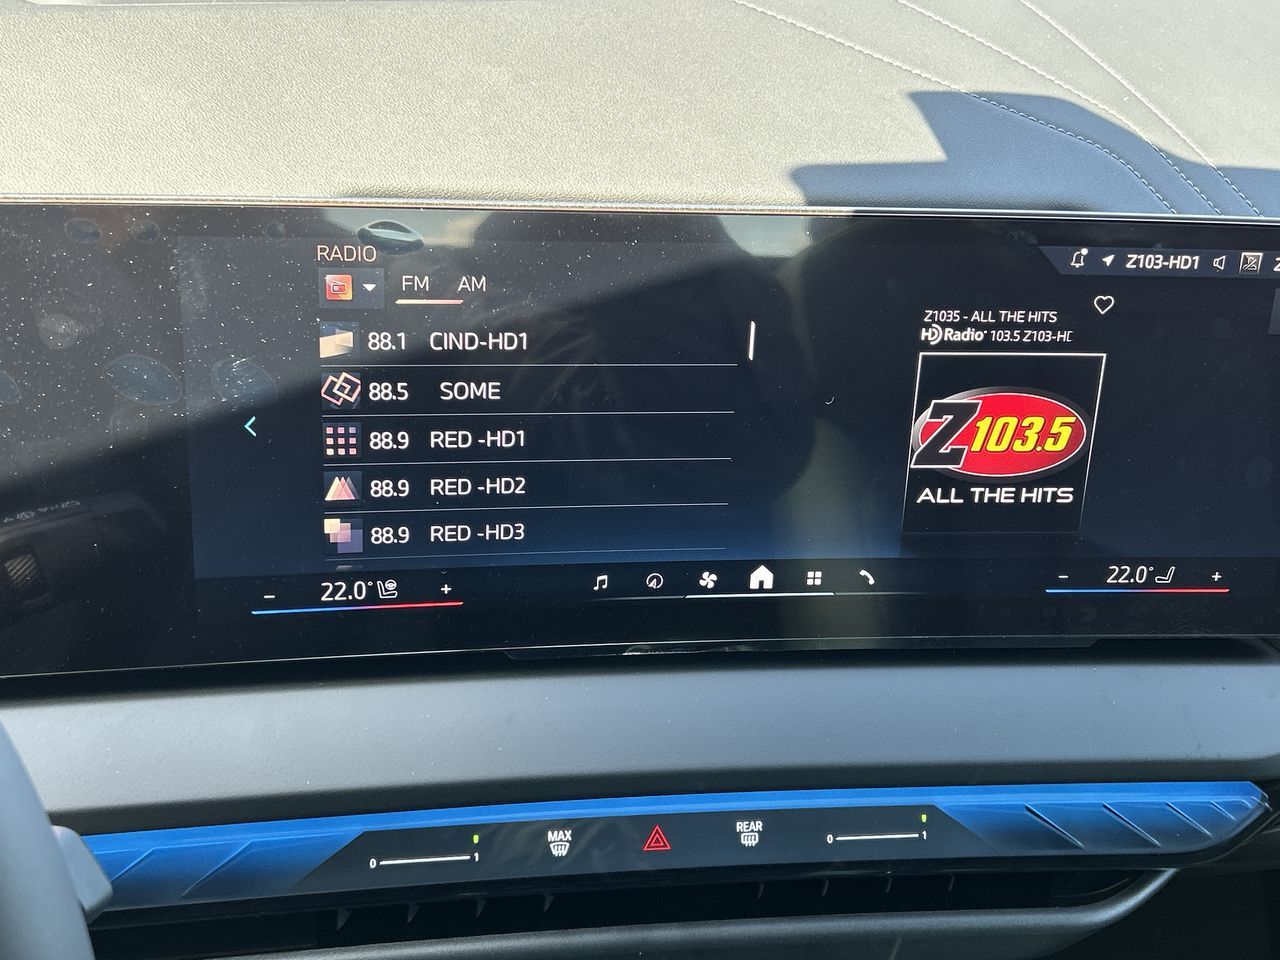 RADIO
FM AM
88.1 CIND-HD1
88.5 SOME
88.9 RED -HD1
88.9 RED -HD2
88.9 RED -HD3
Z103-HD1
Z1035 - ALL THE HITS
HD Radio 103.5 Z103-HD
Z103.5
ALL THE HITS
- 22.0° +
- 22.0° +
0 1
MAX
REAR
0 1